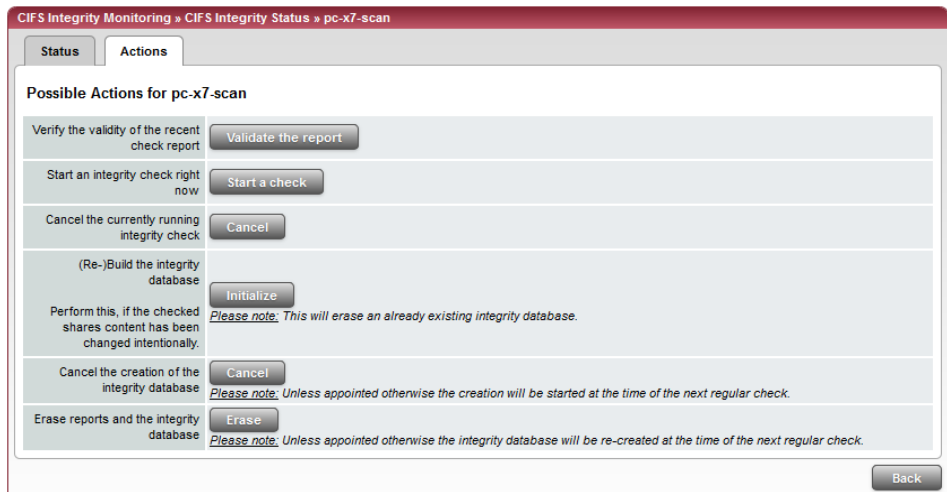 CIFS Integrity Monitoring » CIFS Integrity Status » pc-x7-scan
Status
Actions
Possible Actions for pc-x7-scan
Verify the validity of the recent
check report
Validate the report
Start an integrity check right
now
Start a check
Cancel the currently running
integrity check
Cancel
(Re-)Build the integrity
database
Perform this, if the checked
shares content has been
changed intentionally.
Initialize
Please note: This will erase an already existing integrity database.
Cancel the creation of the
integrity database
Cancel
Please note: Unless appointed otherwise the creation will be started at the time of the next regular check.
Erase reports and the integrity
database
Erase
Please note: Unless appointed otherwise the integrity database will be re-created at the time of the next regular check.
Back